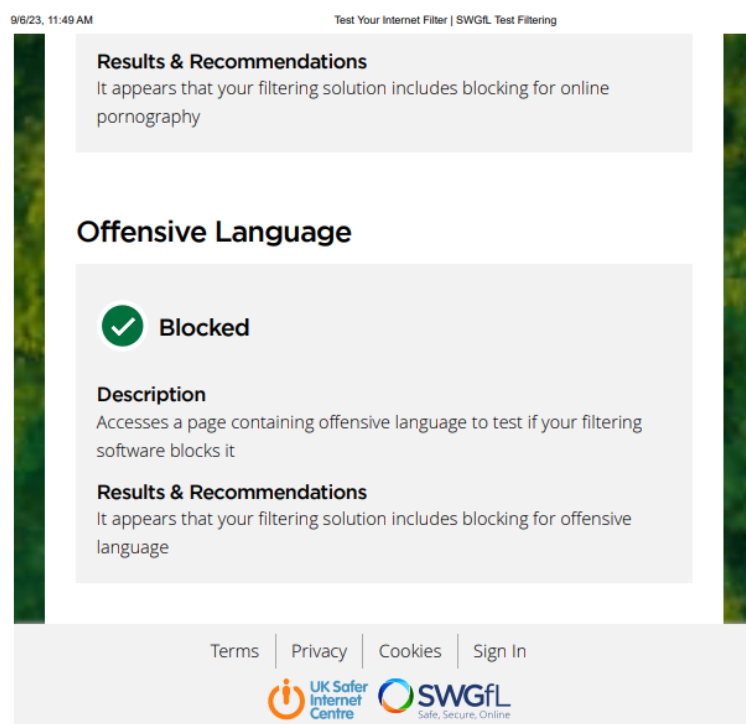 9/6/23, 11:49 AM Test Your Internet Filter | SWGfL Test Filtering
Results & Recommendations
It appears that your filtering solution includes blocking for online
pornography
Offensive Language
Blocked
Description
Accesses a page containing offensive language to test if your filtering
software blocks it
Results & Recommendations
It appears that your filtering solution includes blocking for offensive
language
Terms Privacy Cookies Sign In
UK Safer
Internet
Centre
SWGfL
Safe, Secure, Online